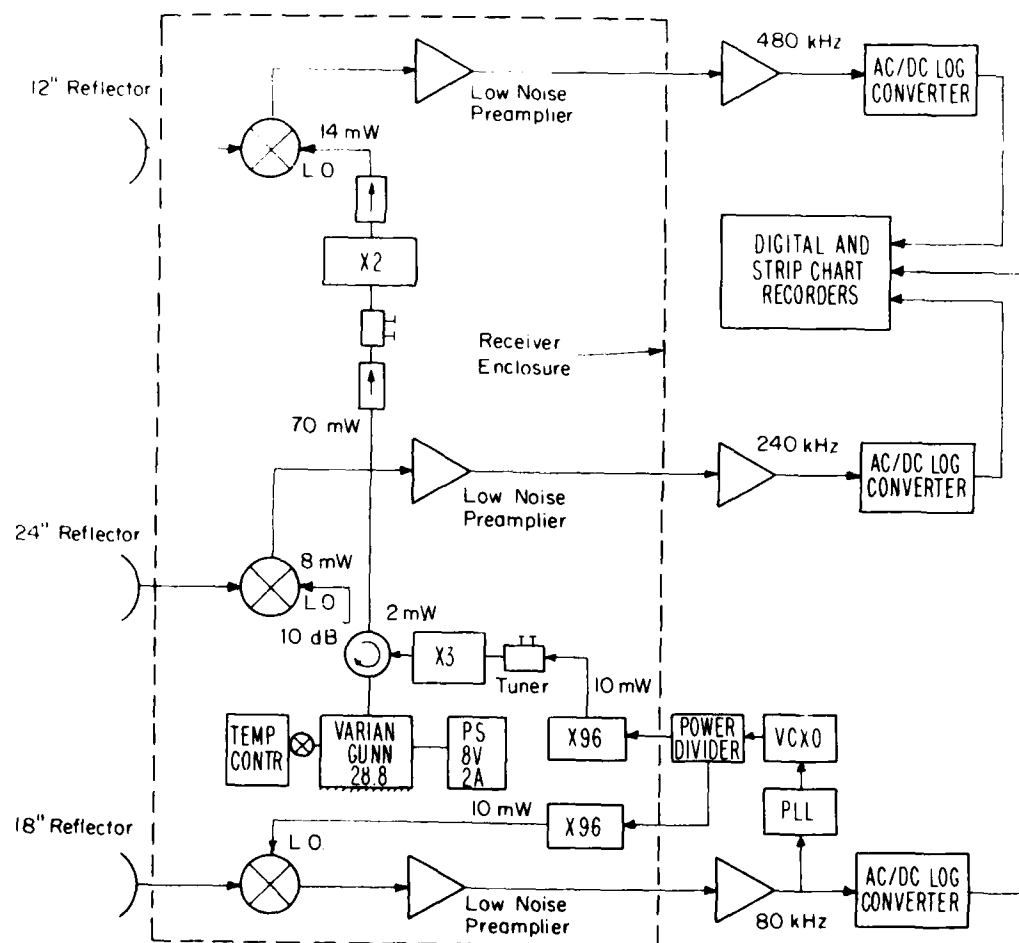 480 kHz
AC/DC LOG
CONVERTER
12" Reflector
Low Noise
Preamplier
14 mW
L O
X2
DIGITAL AND
STRIP CHART
RECORDERS
Receiver
Enclosure
70 mW
240 kHz
AC/DC LOG
CONVERTER
Low Noise
Preamplier
24" Reflector
8 mW
L O
10 dB
2 mW
X3
Tuner
10 mW
TEMP
CONTR
VARIAN
GUNN
28.8
PS
8V
2A
X96
POWER
DIVIDER
VCXO
PLL
10 mW
X96
18" Reflector
L O.
Low Noise
Preamplier
80 kHz
AC/DC LOG
CONVERTER